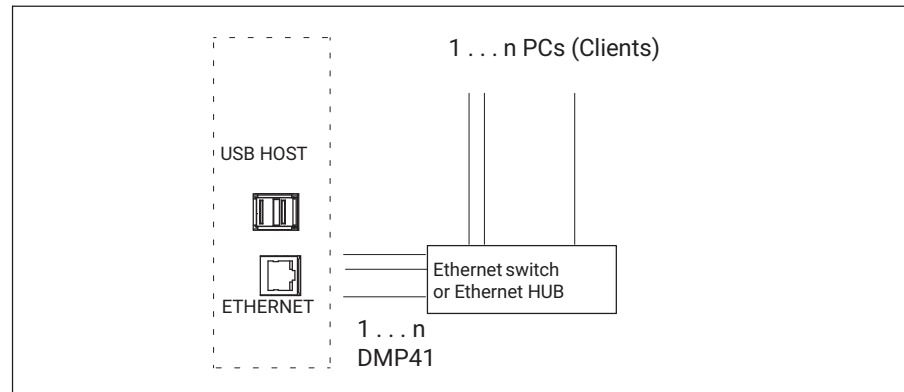 1 . . . n PCs (Clients)
USB HOST
Ethernet switch
or Ethernet HUB
ETHERNET
1 . . . n
DMP41